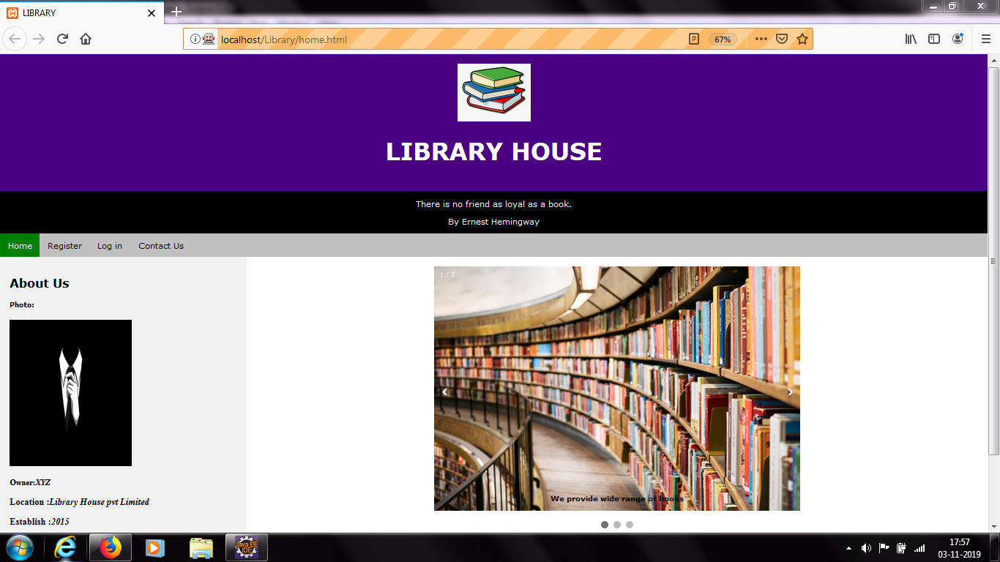 LIBRARY
localhost/Library/home.html
67%
LIBRARY HOUSE
There is no friend as loyal as a book.
By Ernest Hemingway
Home
Register
Log in
Contact Us
About Us
Photo:
Owner:XYZ
Location :Library House pvt Limited
Establish :2015
1 / 3
We provide wide range of books
Java EE
IDE
17:57
03-11-2019